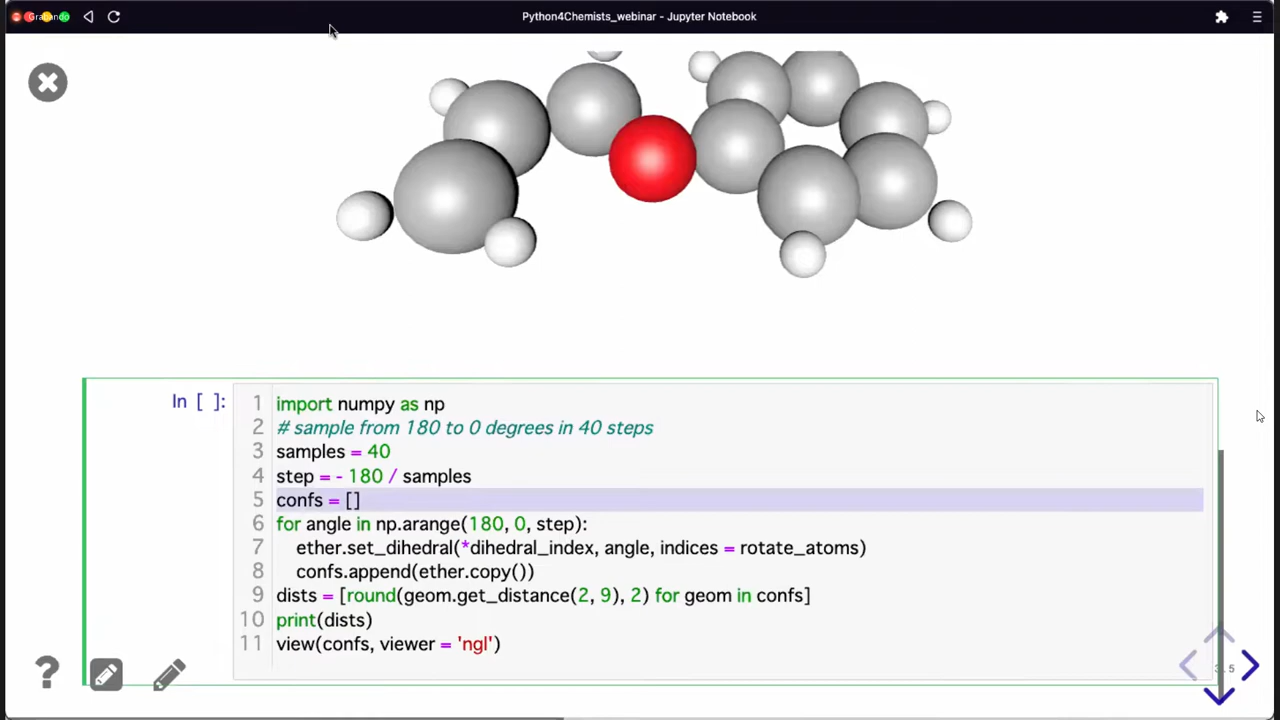 Grabando
Python4Chemists_webinar - Jupyter Notebook
In [ ]:
1 import numpy as np
2 # sample from 180 to 0 degrees in 40 steps
3 samples = 40
4 step = - 180 / samples
5 confs = []
6 for angle in np.arange(180, 0, step):
7 ether.set_dihedral(*dihedral_index, angle, indices = rotate_atoms)
8 confs.append(ether.copy())
9 dists = [round(geom.get_distance(2, 9), 2) for geom in confs]
10 print(dists)
11 view(confs, viewer = 'ngl')
?